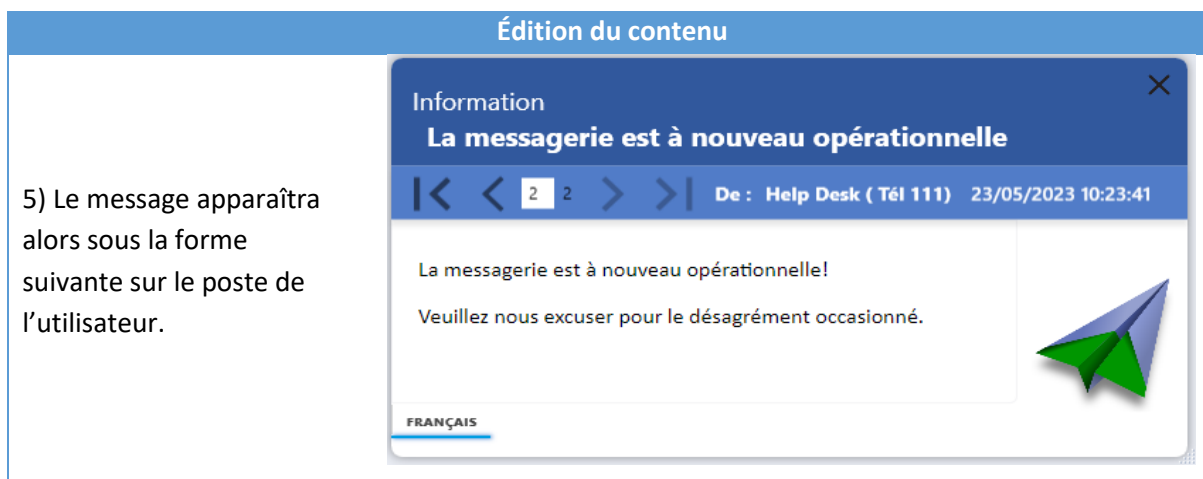 Édition du contenu
5) Le message apparaîtra
alors sous la forme
suivante sur le poste de
l’utilisateur.
Information
La messagerie est à nouveau opérationnelle
2 2 De : Help Desk ( Tél 111) 23/05/2023 10:23:41
La messagerie est à nouveau opérationnelle!
Veuillez nous excuser pour le désagrément occasionné.
FRANÇAIS